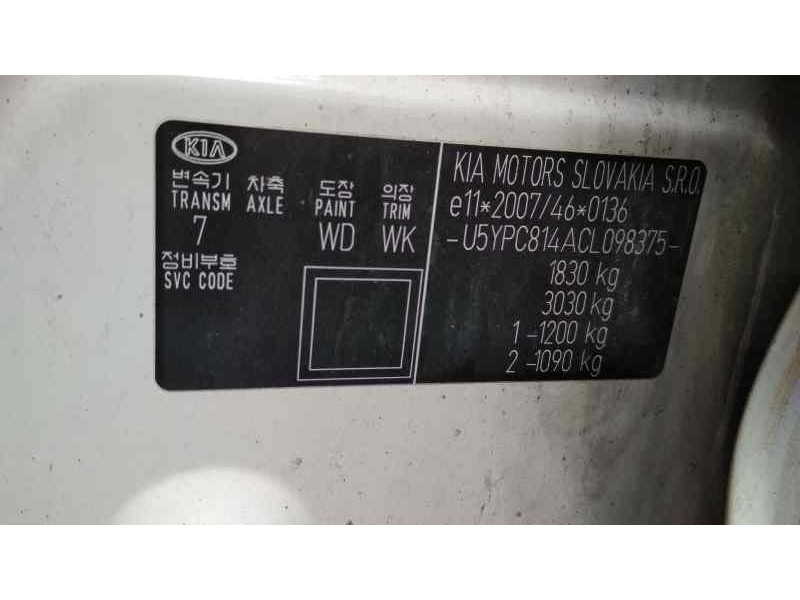 KIA
변속기 차축 도장 의장
TRANSM AXLE PAINT TRIM
7 WD WK
정비부호
SVC CODE
KIA MOTORS SLOVAKIA S.R.O.
e11*2007/46*0136
-U5YPC814ACL098375-
1830 kg
3030 kg
1 -1200 kg
2 -1090 kg